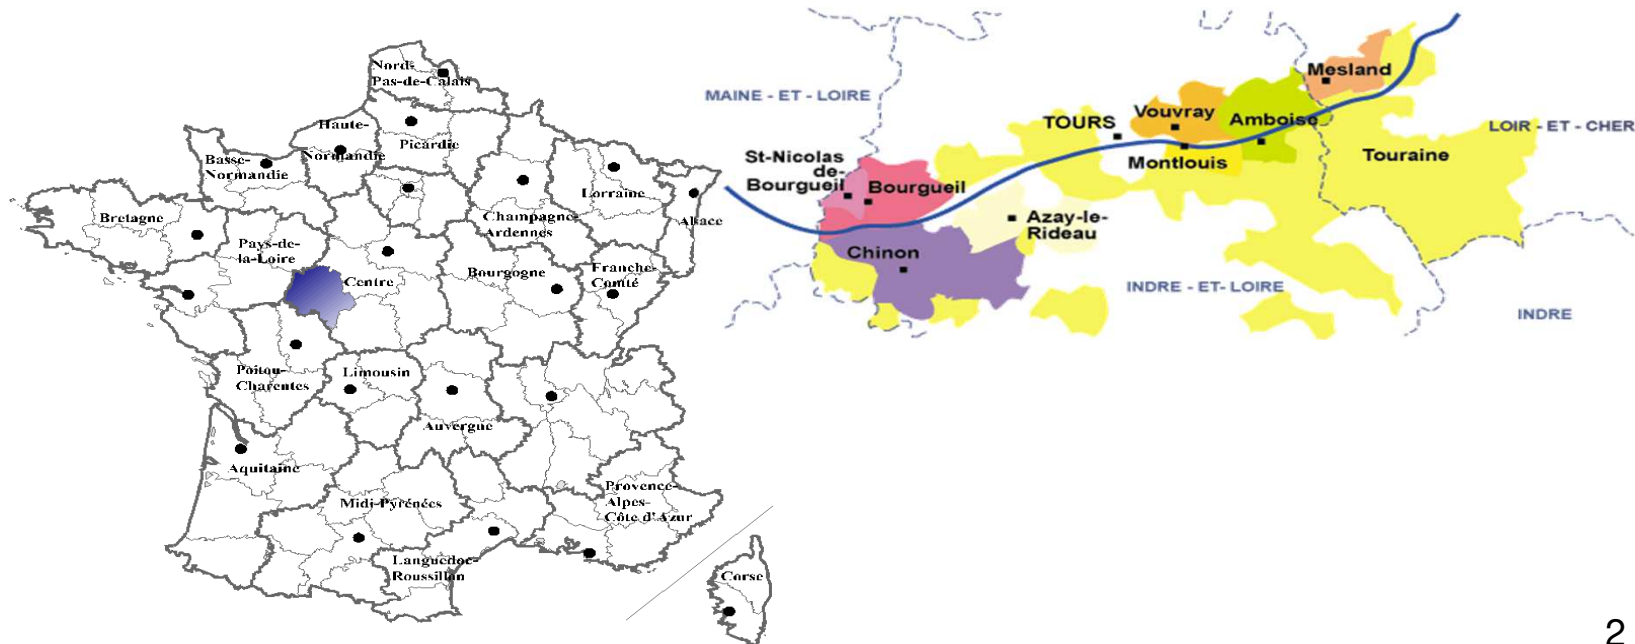 Nord-
Pas-de-Calais
Haute-
Normandie
Picardie
Basse-
Normandie
Lorraine
Alsace
Champagne-
Ardennes
Bretagne
Pays-de-
la-Loire
Centre
Bourgogne
Franche-
Comté
Poitou-
Charentes
Limousin
Auvergne
Aquitaine
Midi-Pyrénées
Provence-
Alpes-
Côte d'Azur
Languedoc-
Roussillon
Corse
MAINE - ET - LOIRE
Mesland
Vouvray
Amboise
TOURS
LOIR - ET - CHER
Montlouis
Touraine
St-Nicolas
de-
Bourgueil
Bourgueil
Azay-le-
Rideau
Chinon
INDRE - ET- LOIRE
INDRE
2